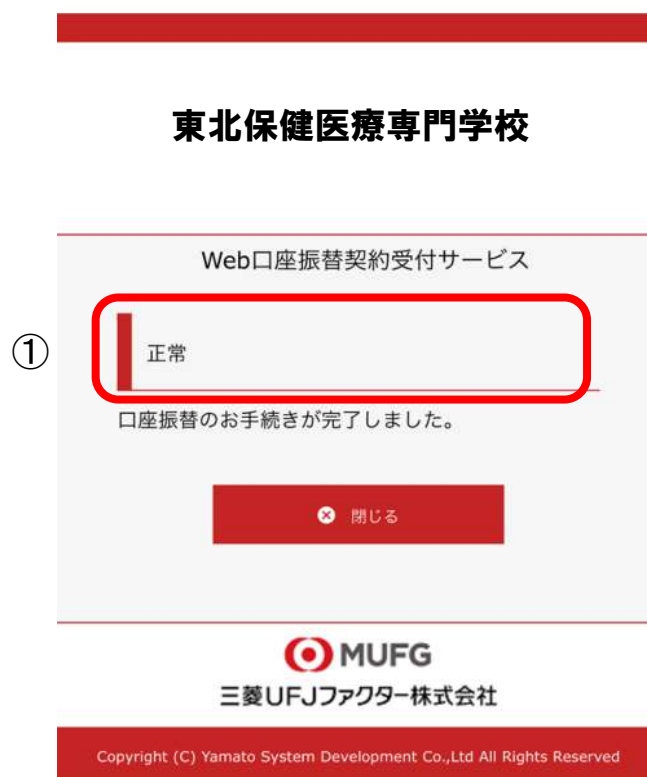 東北保健医療専門学校
Web口座振替契約受付サービス
①
正常
口座振替のお手続きが完了しました。
閉じる
MUFG
三菱UFJファクター株式会社
Copyright (C) Yamato System Development Co.,Ltd All Rights Reserved